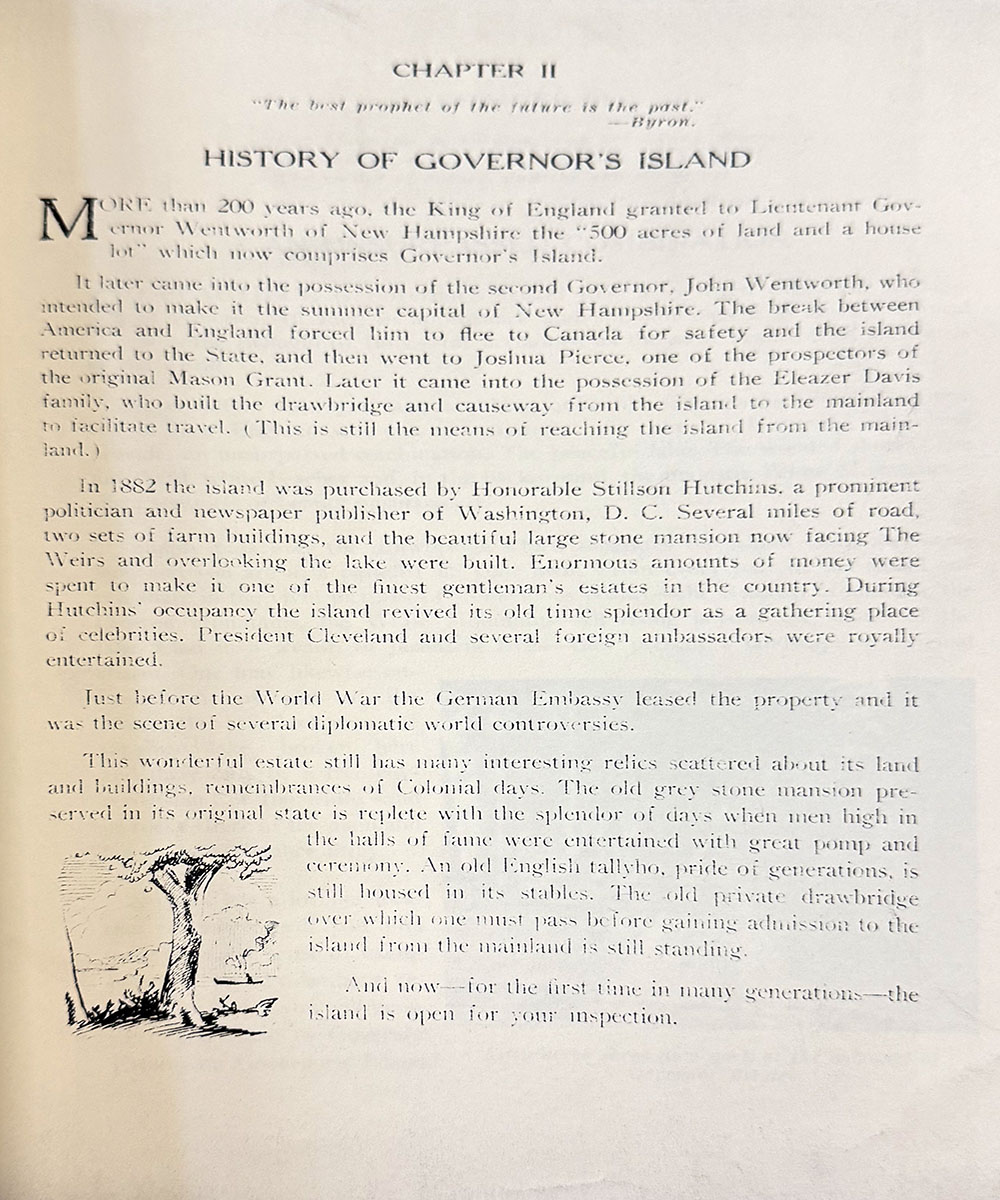 CHAPTER II
"The best prophet of the future is the past."
—Byron.
HISTORY OF GOVERNOR'S ISLAND
MORE than 200 years ago, the King of England granted to Lieutenant Gov-
ernor Wentworth of New Hampshire the "500 acres of land and a house
lot" which now comprises Governor's Island.
It later came into the possession of the second Governor, John Wentworth, who
intended to make it the summer capital of New Hampshire. The break between
America and England forced him to flee to Canada for safety and the island
returned to the State, and then went to Joshua Pierce, one of the prospectors of
the original Mason Grant. Later it came into the possession of the Eleazer Davis
family, who built the drawbridge and causeway from the island to the mainland
to facilitate travel. (This is still the means of reaching the island from the main-
land.)
In 1882 the island was purchased by Honorable Stillson Hutchins, a prominent
politician and newspaper publisher of Washington, D. C. Several miles of road,
two sets of farm buildings, and the beautiful large stone mansion now facing The
Weirs and overlooking the lake were built. Enormous amounts of money were
spent to make it one of the finest gentleman's estates in the country. During
Hutchins' occupancy the island revived its old time splendor as a gathering place
of celebrities. President Cleveland and several foreign ambassadors were royally
entertained.
Just before the World War the German Embassy leased the property and it
was the scene of several diplomatic world controversies.
This wonderful estate still has many interesting relics scattered about its land
and buildings, remembrances of Colonial days. The old grey stone mansion pre-
served in its original state is replete with the splendor of days when men high in
the halls of fame were entertained with great pomp and
ceremony. An old English tallyho, pride of generations, is
still housed in its stables. The old private drawbridge
over which one must pass before gaining admission to the
island from the mainland is still standing.
And now—for the first time in many generations—the
island is open for your inspection.